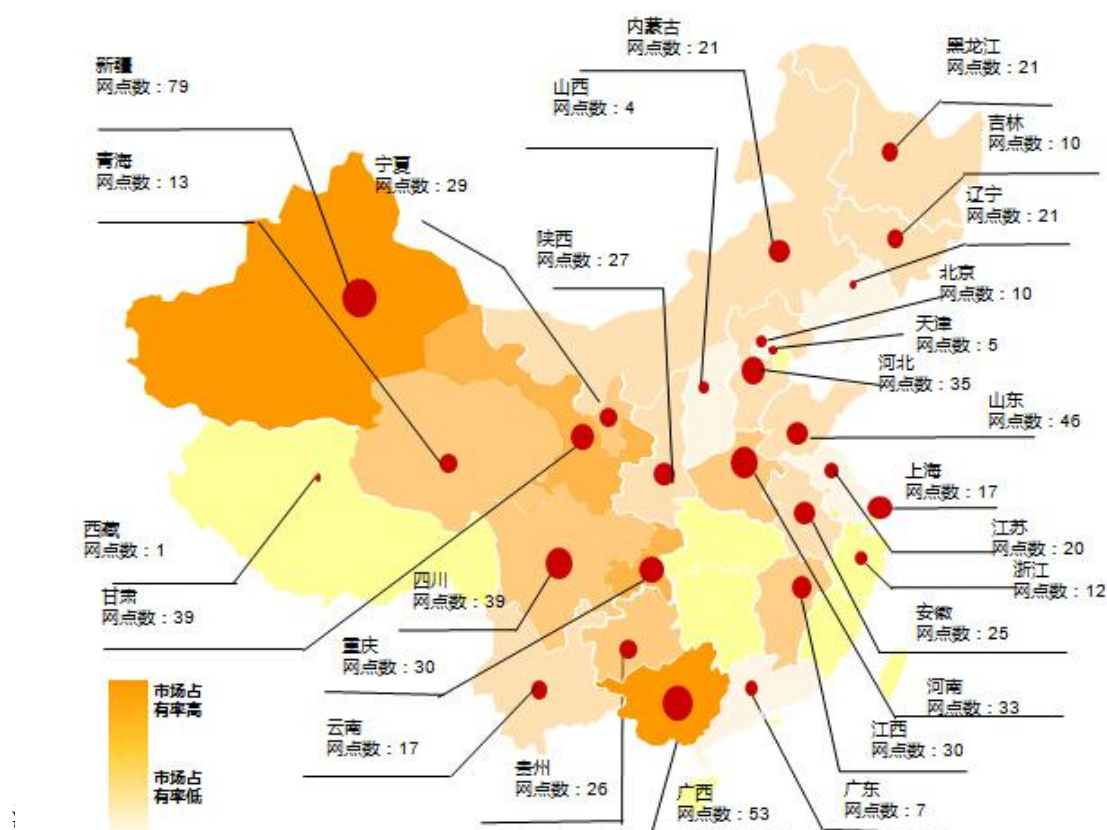 内蒙古
网点数：21
黑龙江
网点数：21
新疆
网点数：79
山西
网点数：4
吉林
网点数：10
青海
网点数：13
宁夏
网点数：29
辽宁
网点数：21
陕西
网点数：27
北京
网点数：10
天津
网点数：5
河北
网点数：35
山东
网点数：46
上海
网点数：17
西藏
网点数：1
江苏
网点数：20
四川
网点数：39
浙江
网点数：12
甘肃
网点数：39
安徽
网点数：25
重庆
网点数：30
市场占
有率高
河南
网点数：33
云南
网点数：17
江西
网点数：30
贵州
网点数：26
市场占
有率低
广西
网点数：53
广东
网点数：7